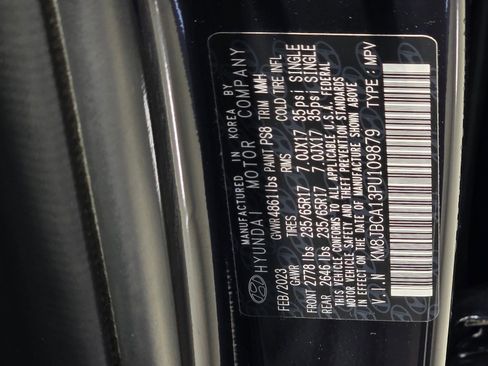 MANUFACTURED IN KOREA BY
HYUNDAI MOTOR COMPANY
FEB/2023 GVWR 4861 lbs PAINT PS8 TRIM MMH
GAWR TIRES RMS COLD TIRE INFL
FRONT 2778 lbs 235/65R17 7.0JX17 35psi SINGLE
REAR 2646 lbs 235/65R17 7.0JX17 35psi SINGLE
THIS VEHICLE CONFORMS TO ALL APPLICABLE U.S.A. FEDERAL
MOTOR VEHICLE SAFETY AND THEFT PREVENTION STANDARDS
IN EFFECT ON THE DATE OF MANUFACTURE SHOWN ABOVE.
V.I.N KM8JBCA13PU109879 TYPE : MPV